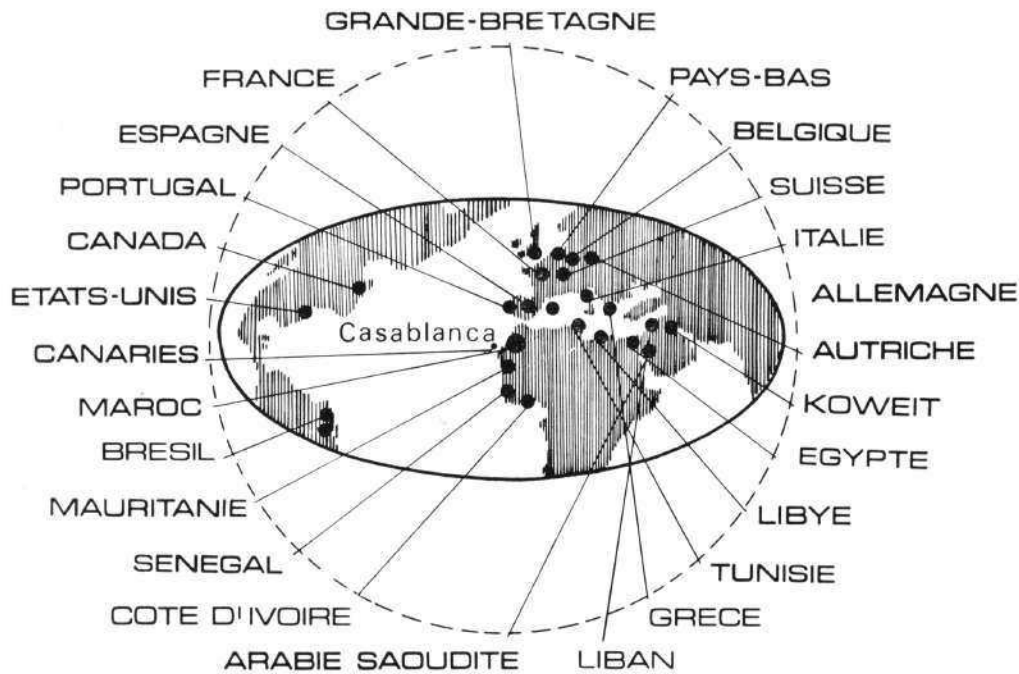 GRANDE-BRETAGNE
FRANCE
PAYS-BAS
ESPAGNE
BELGIQUE
PORTUGAL
SUISSE
CANADA
ITALIE
ETATS-UNIS
ALLEMAGNE
Casablanca
CANARIES
AUTRICHE
MAROC
KOWEIT
BRESIL
EGYPTE
MAURITANIE
LIBYE
SENEGAL
TUNISIE
COTE D'IVOIRE
GRECE
ARABIE SAOUDITE
LIBAN